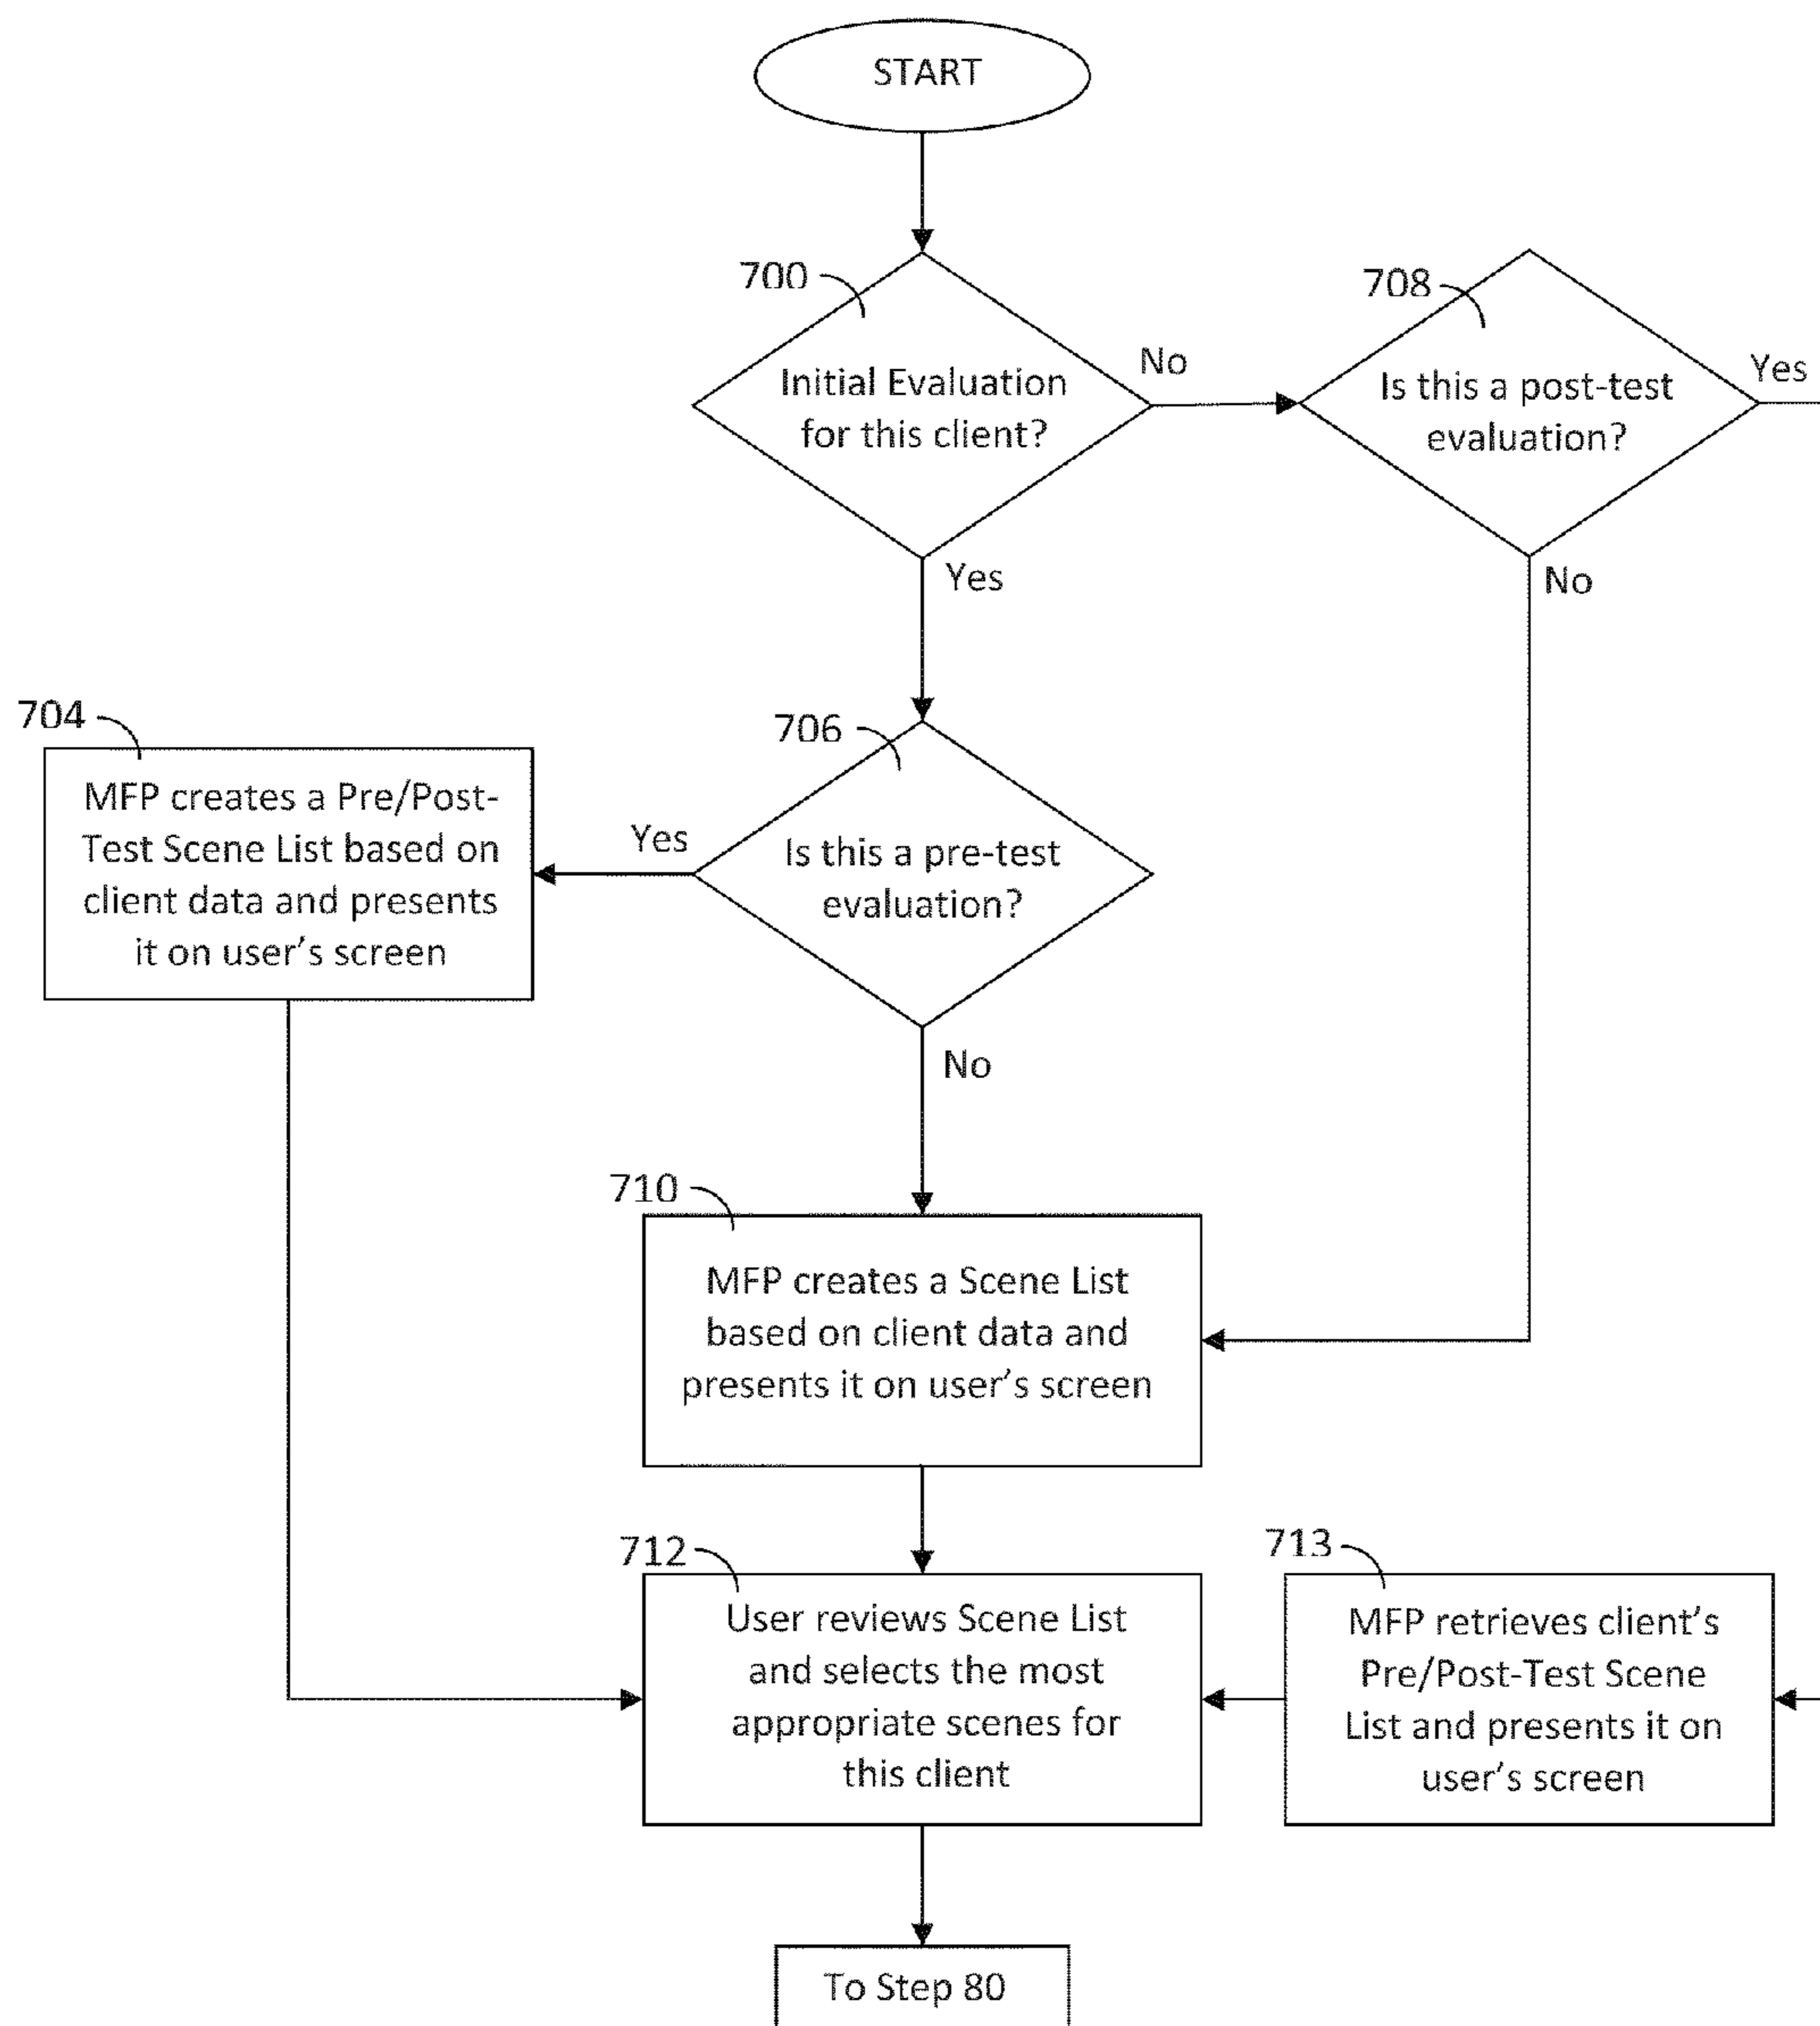 START
700
Initial Evaluation
for this client?
No
708
Is this a post-test
evaluation?
Yes
Yes
No
704
MFP creates a Pre/Post-
Test Scene List based on
client data and presents
it on user's screen
Yes
706
Is this a pre-test
evaluation?
No
710
MFP creates a Scene List
based on client data and
presents it on user's screen
712
User reviews Scene List
and selects the most
appropriate scenes for
this client
713
MFP retrieves client's
Pre/Post-Test Scene
List and presents it on
user's screen
To Step 80